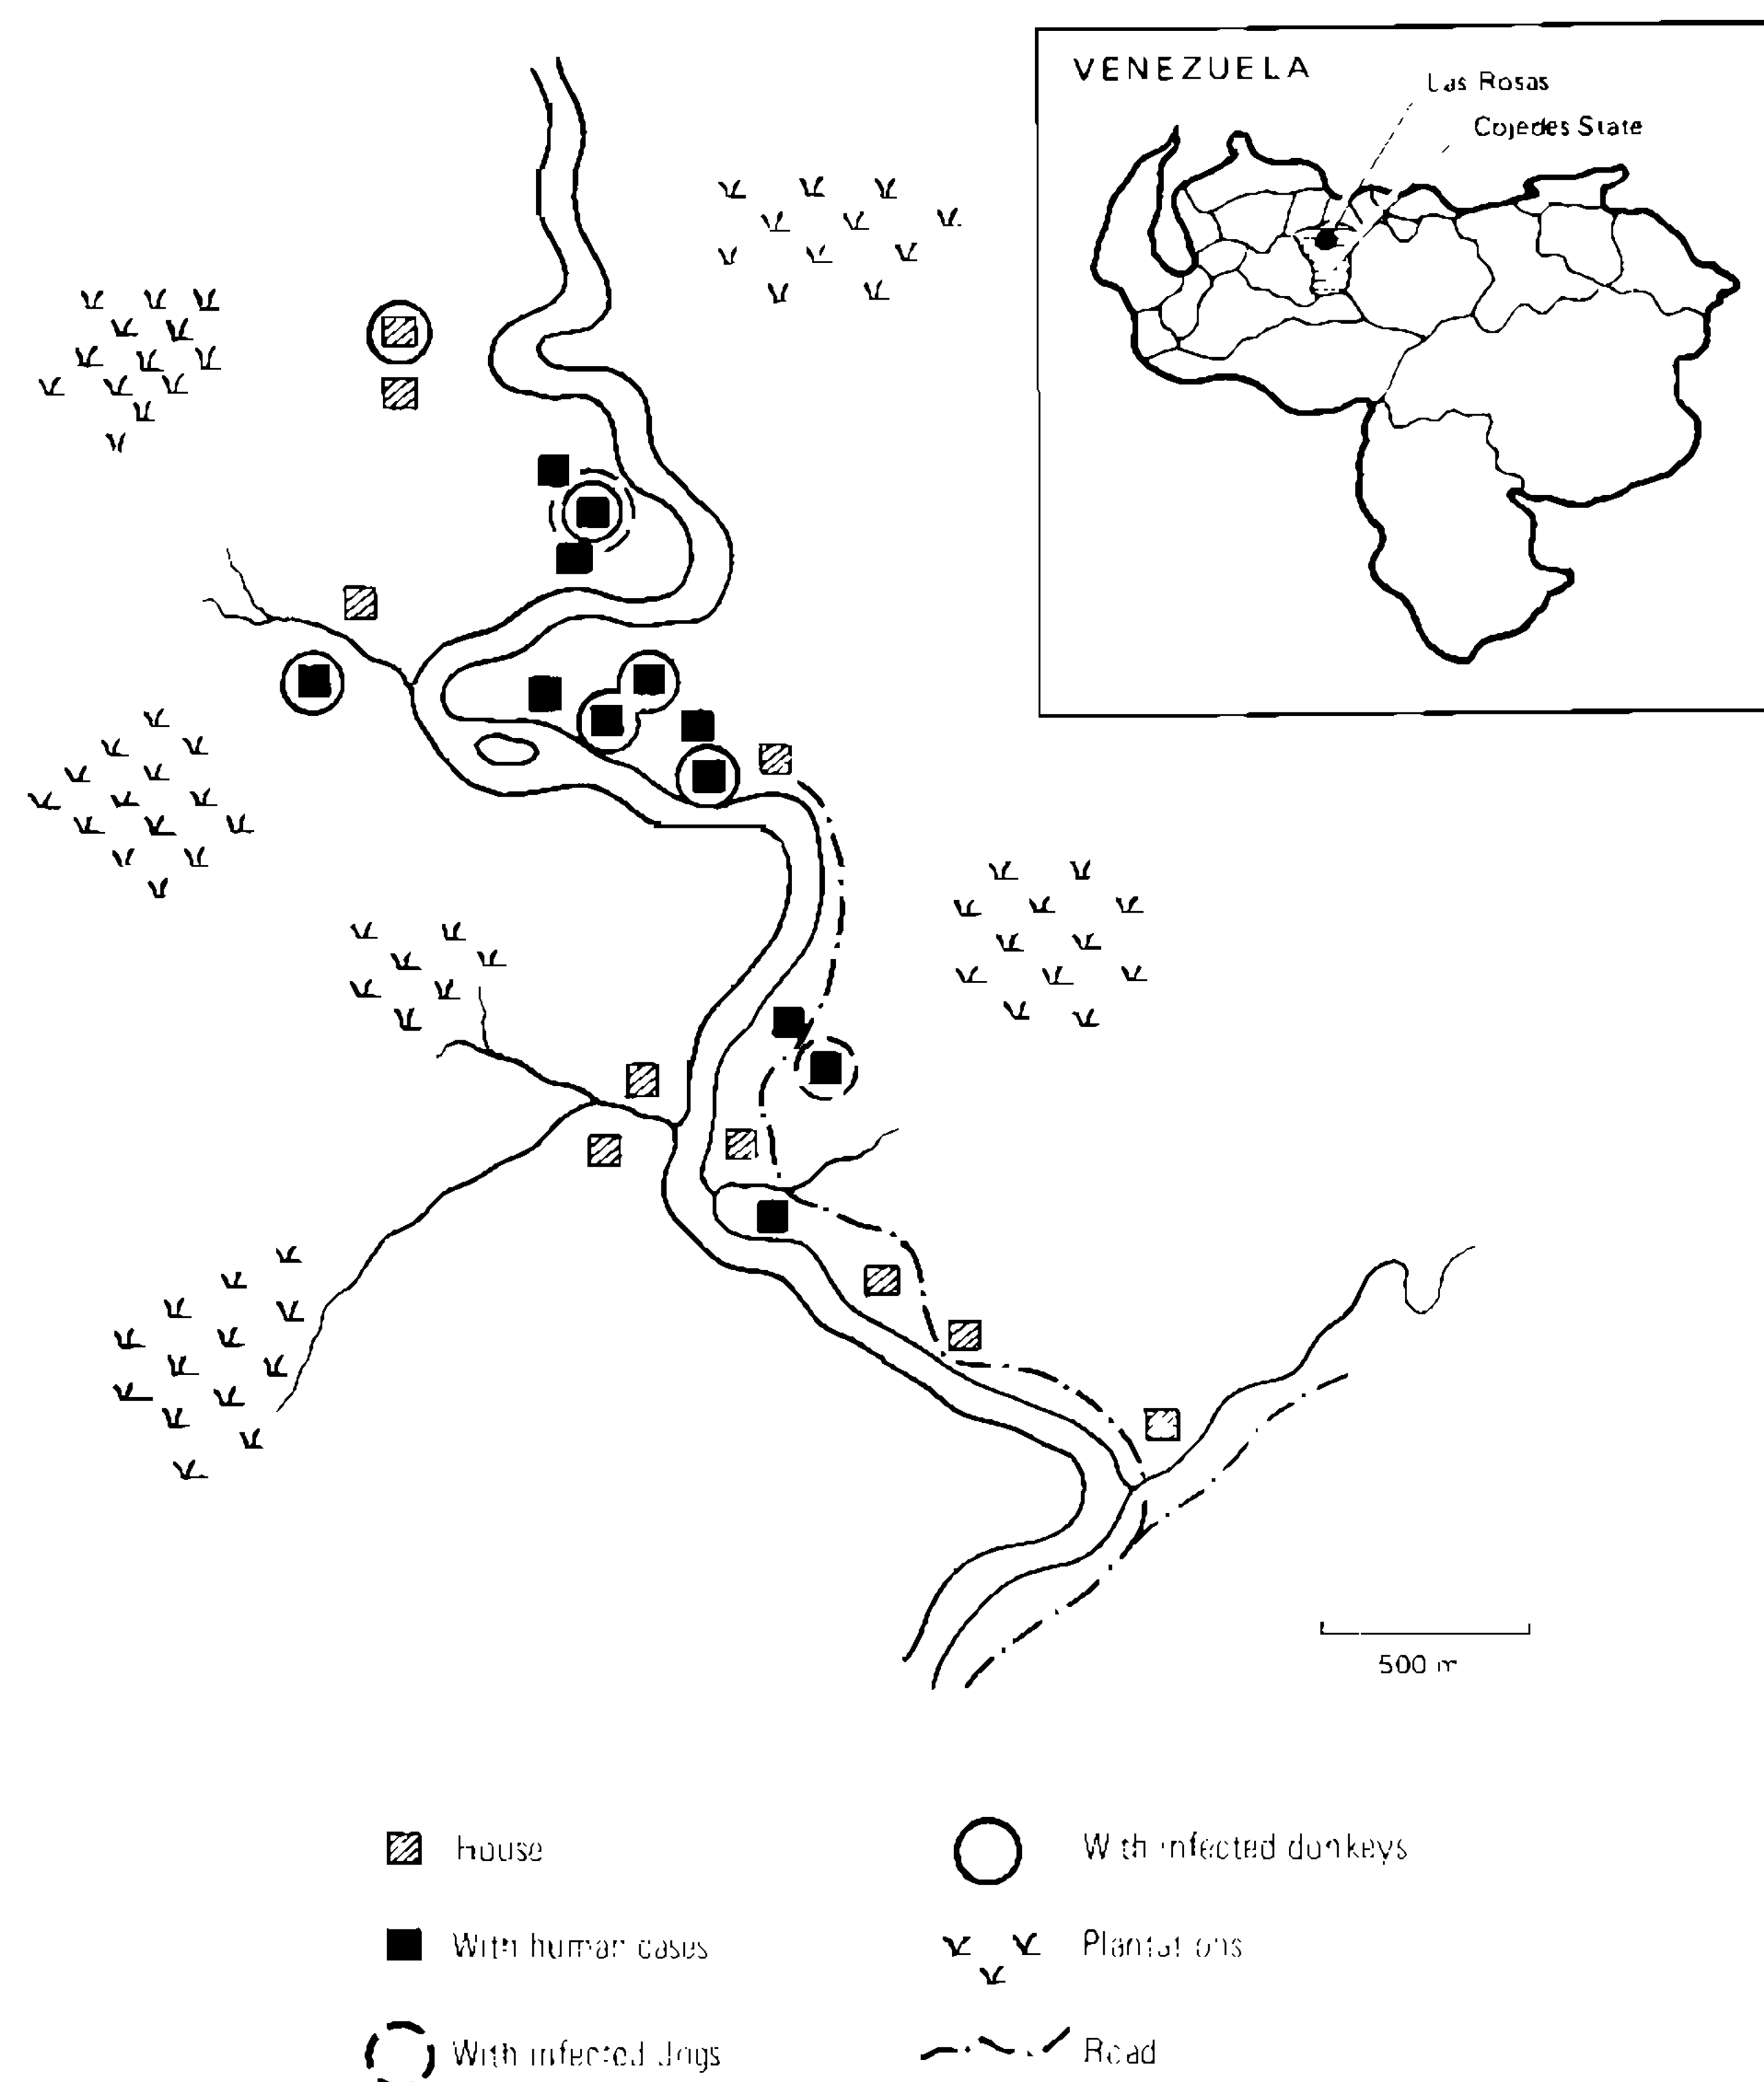 VENEZUELA
Las Rosas
Cojedes State
500 m
House
With infected donkeys
With human cases
Plantations
With infected dogs
Road